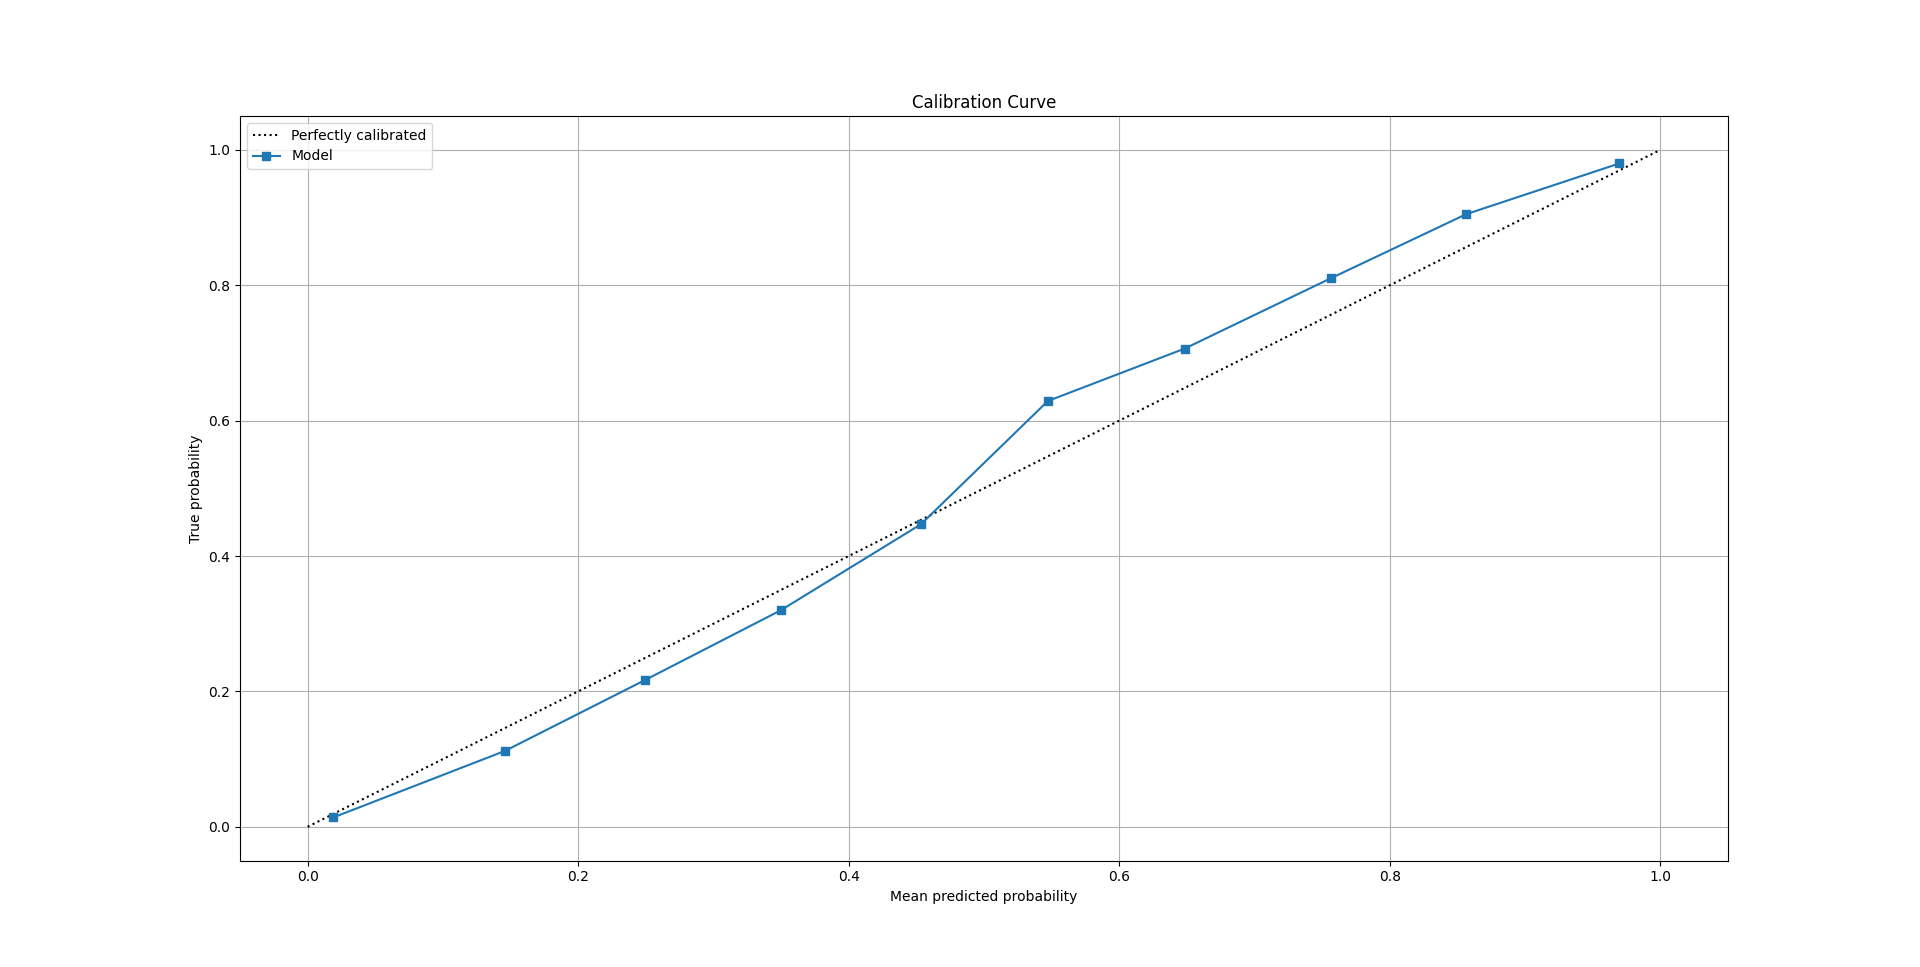 Calibration Curve
Perfectly calibrated
Model
1.0
0.8
0.6
0.4
0.2
0.0
True probability
0.0 0.2 0.4 0.6 0.8 1.0
Mean predicted probability